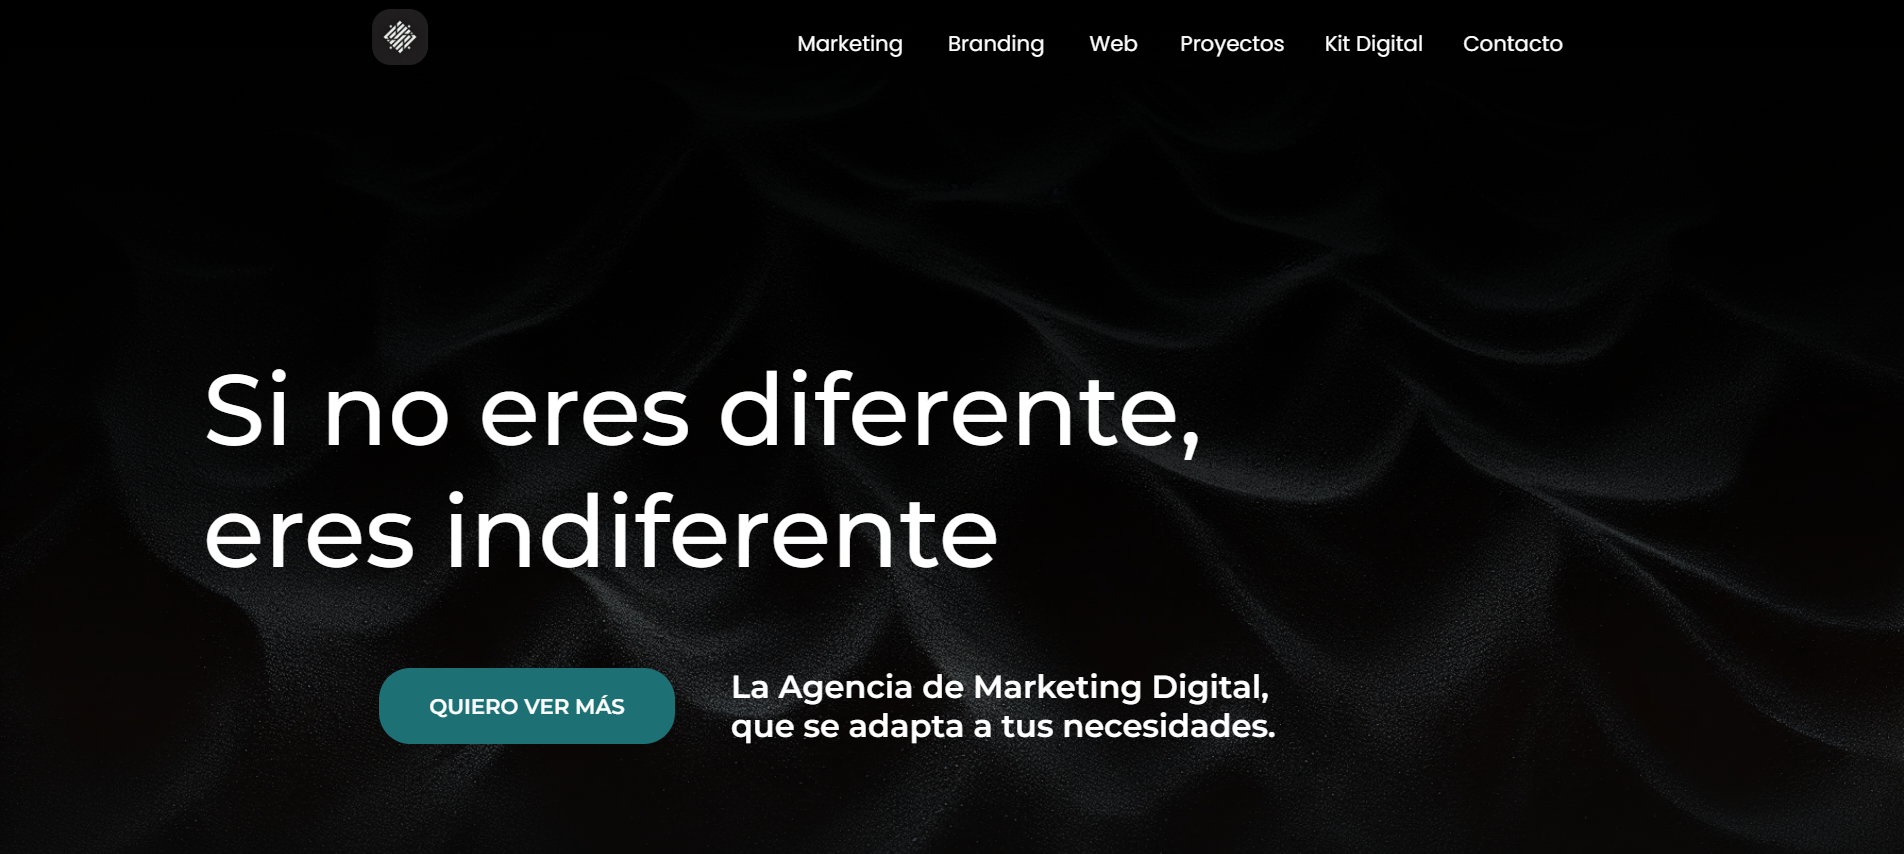 Marketing Branding Web Proyectos Kit Digital Contacto
Si no eres diferente,
eres indiferente
QUIERO VER MÁS
La Agencia de Marketing Digital,
que se adapta a tus necesidades.